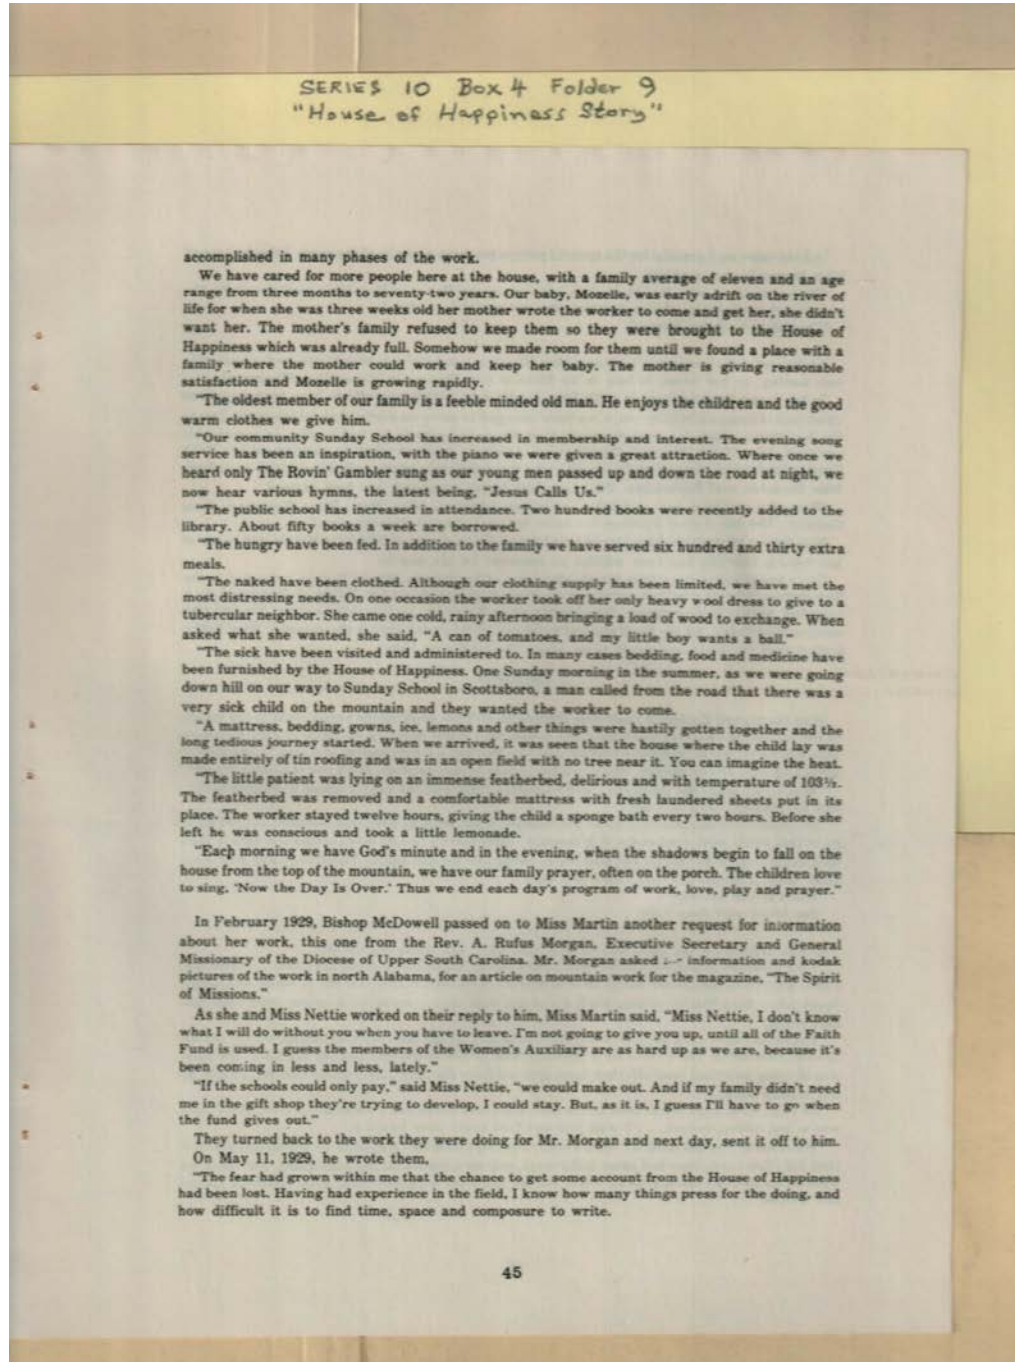 SERIES 10 Box 4 Folder 9
"House of Happiness Story"
accomplished in many phases of the work.
We have cared for more people here at the house, with a family average of eleven and an age
range from three months to seventy-two years. Our baby, Mozelle, was early adrift on the river of
life for when she was three weeks old her mother wrote the worker to come and get her, she didn't
want her. The mother's family refused to keep them so they were brought to the House of
Happiness which was already full. Somehow we made room for them until we found a place with a
family where the mother could work and keep her baby. The mother is giving reasonable
satisfaction and Mozelle is growing rapidly.
"The oldest member of our family is a feeble minded old man. He enjoys the children and the good
warm clothes we give him.
"Our community Sunday School has increased in membership and interest. The evening song
service has been an inspiration, with the piano we were given a great attraction. Where once we
heard only The Rovin' Gambler sung as our young men passed up and down the road at night, we
now hear various hymns, the latest being, "Jesus Calls Us."
"The public school has increased in attendance. Two hundred books were recently added to the
library. About fifty books a week are borrowed.
"The hungry have been fed. In addition to the family we have served six hundred and thirty extra
meals.
"The naked have been clothed. Although our clothing supply has been limited, we have met the
most distressing needs. On one occasion the worker took off her only heavy wool dress to give to a
tubercular neighbor. She came one cold, rainy afternoon bringing a load of wood to exchange. When
asked what she wanted, she said, "A can of tomatoes, and my little boy wants a ball."
"The sick have been visited and administered to. In many cases bedding, food and medicine have
been furnished by the House of Happiness. One Sunday morning in the summer, as we were going
down hill on our way to Sunday School in Scottsboro, a man called from the road that there was a
very sick child on the mountain and they wanted the worker to come.
"A mattress, bedding, gowns, ice, lemons and other things were hastily gotten together and the
long tedious journey started. When we arrived, it was seen that the house where the child lay was
made entirely of tin roofing and was in an open field with no tree near it. You can imagine the heat.
"The little patient was lying on an immense featherbed, delirious and with temperature of 103½.
The featherbed was removed and a comfortable mattress with fresh laundered sheets put in its
place. The worker stayed twelve hours, giving the child a sponge bath every two hours. Before she
left he was conscious and took a little lemonade.
"Each morning we have God's minute and in the evening, when the shadows begin to fall on the
house from the top of the mountain, we have our family prayer, often on the porch. The children love
to sing, 'Now the Day Is Over.' Thus we end each day's program of work, love, play and prayer."
In February 1929, Bishop McDowell passed on to Miss Martin another request for information
about her work, this one from the Rev. A. Rufus Morgan, Executive Secretary and General
Missionary of the Diocese of Upper South Carolina. Mr. Morgan asked information and kodak
pictures of the work in north Alabama, for an article on mountain work for the magazine, "The Spirit
of Missions."
As she and Miss Nettie worked on their reply to him, Miss Martin said, "Miss Nettie, I don't know
what I will do without you when you have to leave. I'm not going to give you up, until all of the Faith
Fund is used. I guess the members of the Women's Auxiliary are as hard up as we are, because it's
been coming in less and less, lately."
"If the schools could only pay," said Miss Nettie, "we could make out. And if my family didn't need
me in the gift shop they're trying to develop, I could stay. But, as it is, I guess I'll have to go when
the fund gives out."
They turned back to the work they were doing for Mr. Morgan and next day, sent it off to him.
On May 11, 1929, he wrote them,
"The fear had grown within me that the chance to get some account from the House of Happiness
had been lost. Having had experience in the field, I know how many things press for the doing, and
how difficult it is to find time, space and composure to write.
45